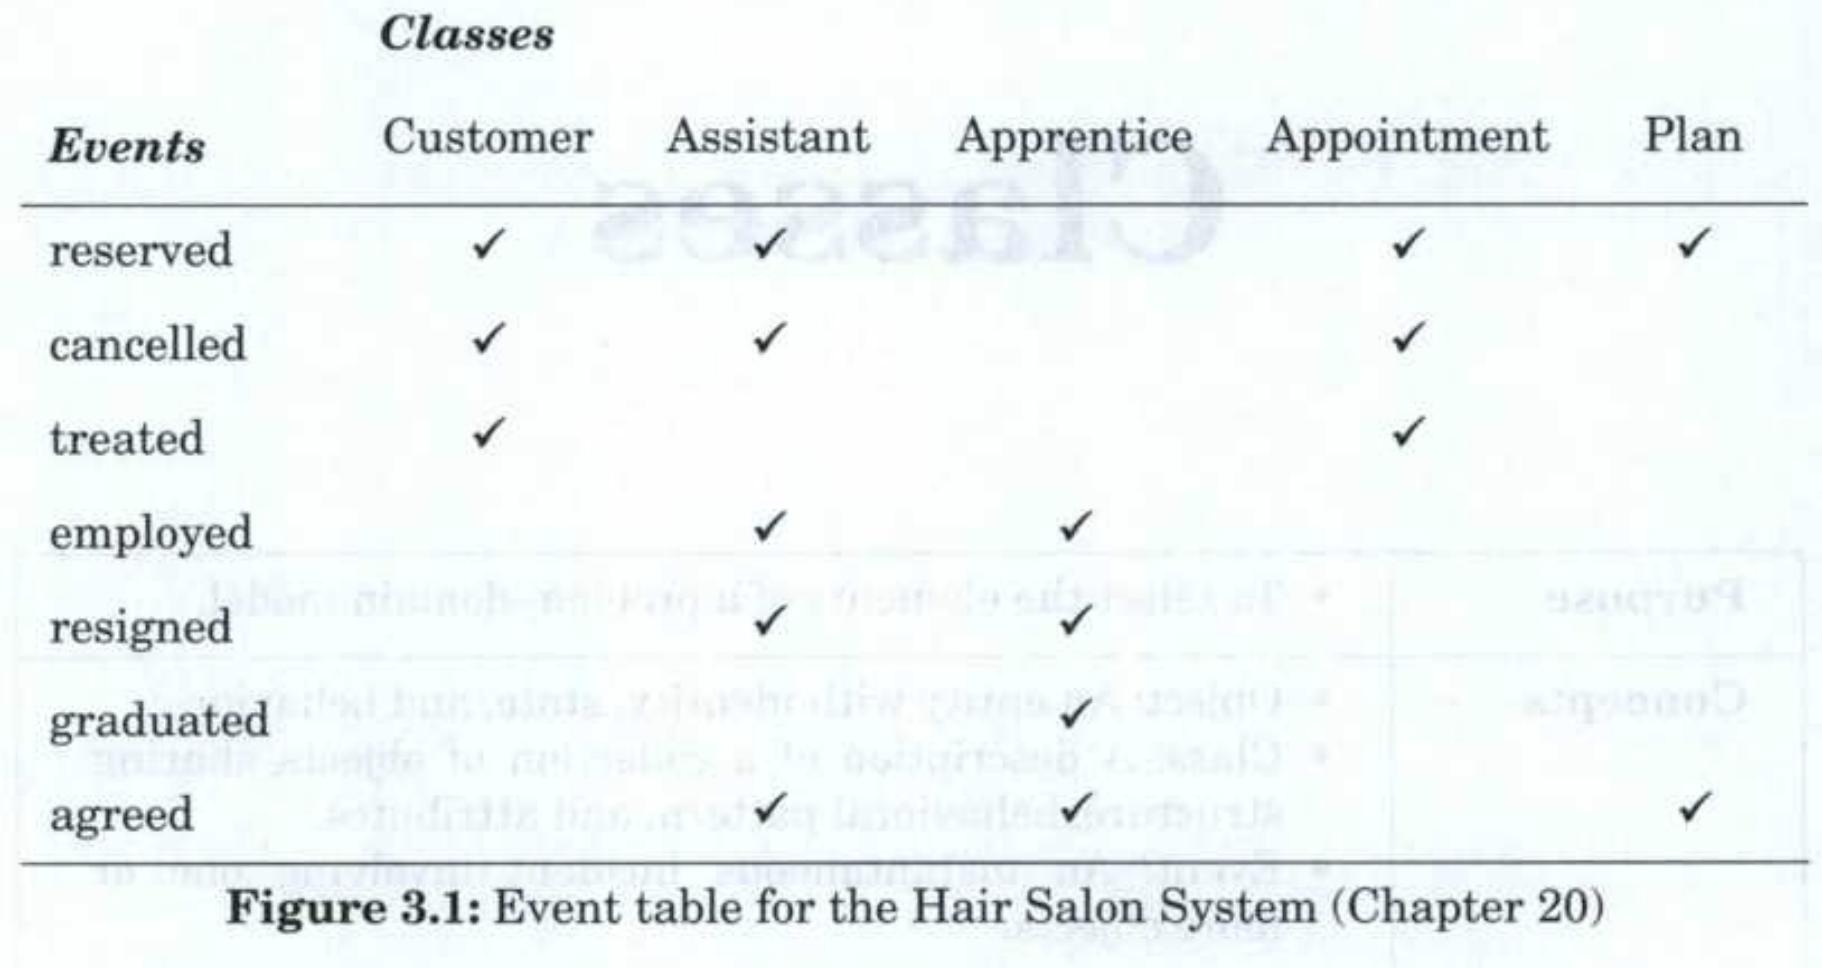 Classes
Events Customer Assistant Apprentice Appointment Plan
reserved ✓ ✓ ✓ ✓
cancelled ✓ ✓ ✓
treated ✓ ✓
employed ✓ ✓
resigned ✓ ✓
graduated ✓
agreed ✓ ✓ ✓
Figure 3.1: Event table for the Hair Salon System (Chapter 20)